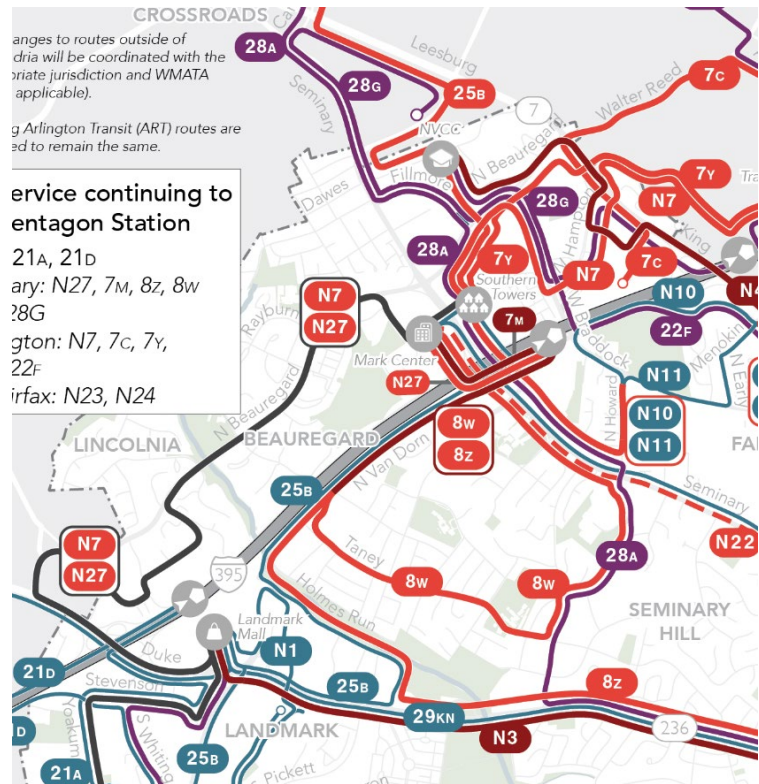 CROSSROADS
anges to routes outside of
dria will be coordinated with the
priate jurisdiction and WMATA
applicable).
g Arlington Transit (ART) routes are
ed to remain the same.
ervice continuing to
entagon Station
21A, 21D
ary: N27, 7M, 8Z, 8W
28G
gton: N7, 7C, 7Y,
22F
irfax: N23, N24
28A
28G
Leesburg
Seminary
25B
7
NVCC
N Beauregard
Walter Reed
7C
7Y
N7
Dawes
Fillmore
28G
N Hampton
King
28A
7Y
N7
7C
Southern
Towers
N10
22F
N Braddock
Menokin
N Early
N7
N27
Rayburn
7M
Mark Center
N27
N11
N Howard
N10
N11
N Beauregard
LINCOLNIA
BEAUREGARD
8W
8Z
N Van Dorn
25B
Seminary
N22
28A
Taney
8W
8W
N7
N27
395
Holmes Run
SEMINARY
HILL
Landmark
Mall
N1
Duke
21D
Stevenson
25B
8Z
29KN
236
N3
LANDMARK
Yoakum
S Whiting
21A
25B
Pickett